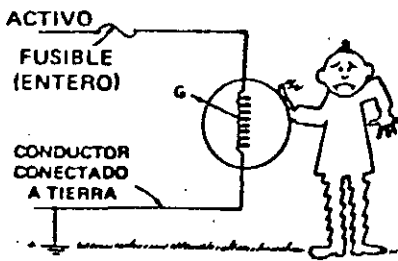 ACTIVO
FUSIBLE
(ENTERO)
G
CONDUCTOR
CONECTADO
A TIERRA